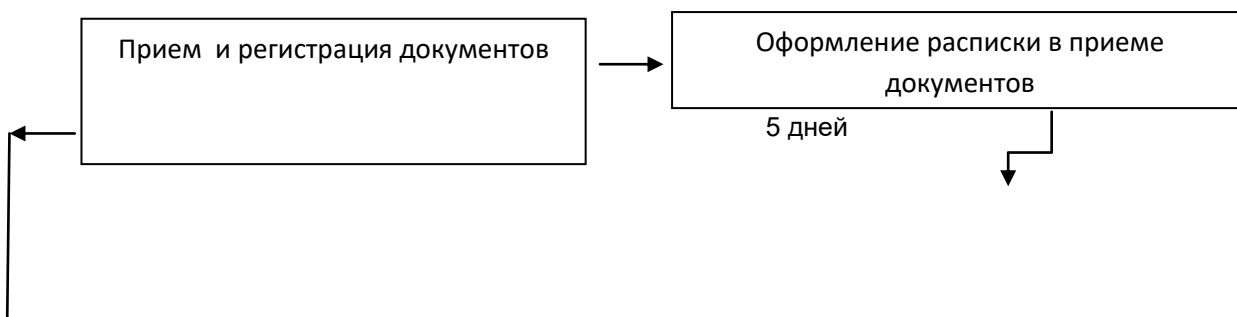 Прием  и регистрация документов
Оформление расписки в приеме
документов
5 дней